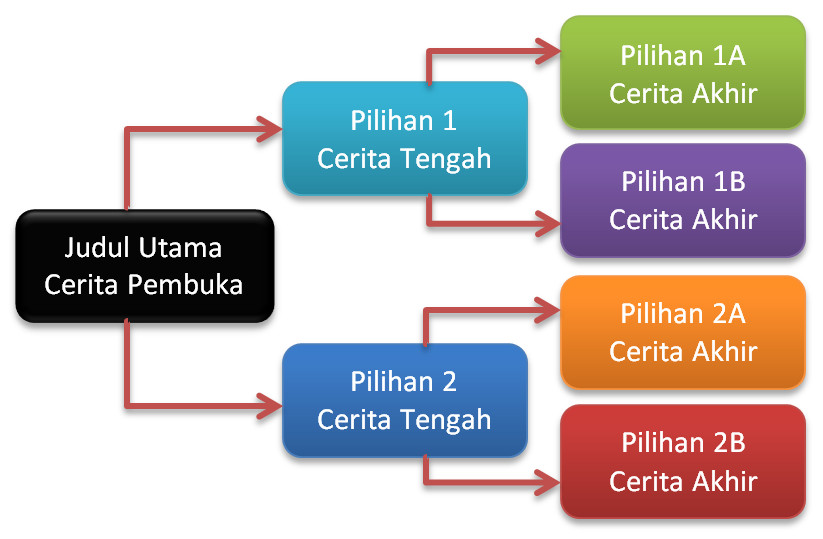 Judul Utama
Cerita Pembuka
Pilihan 1
Cerita Tengah
Pilihan 1A
Cerita Akhir
Pilihan 1B
Cerita Akhir
Pilihan 2
Cerita Tengah
Pilihan 2A
Cerita Akhir
Pilihan 2B
Cerita Akhir